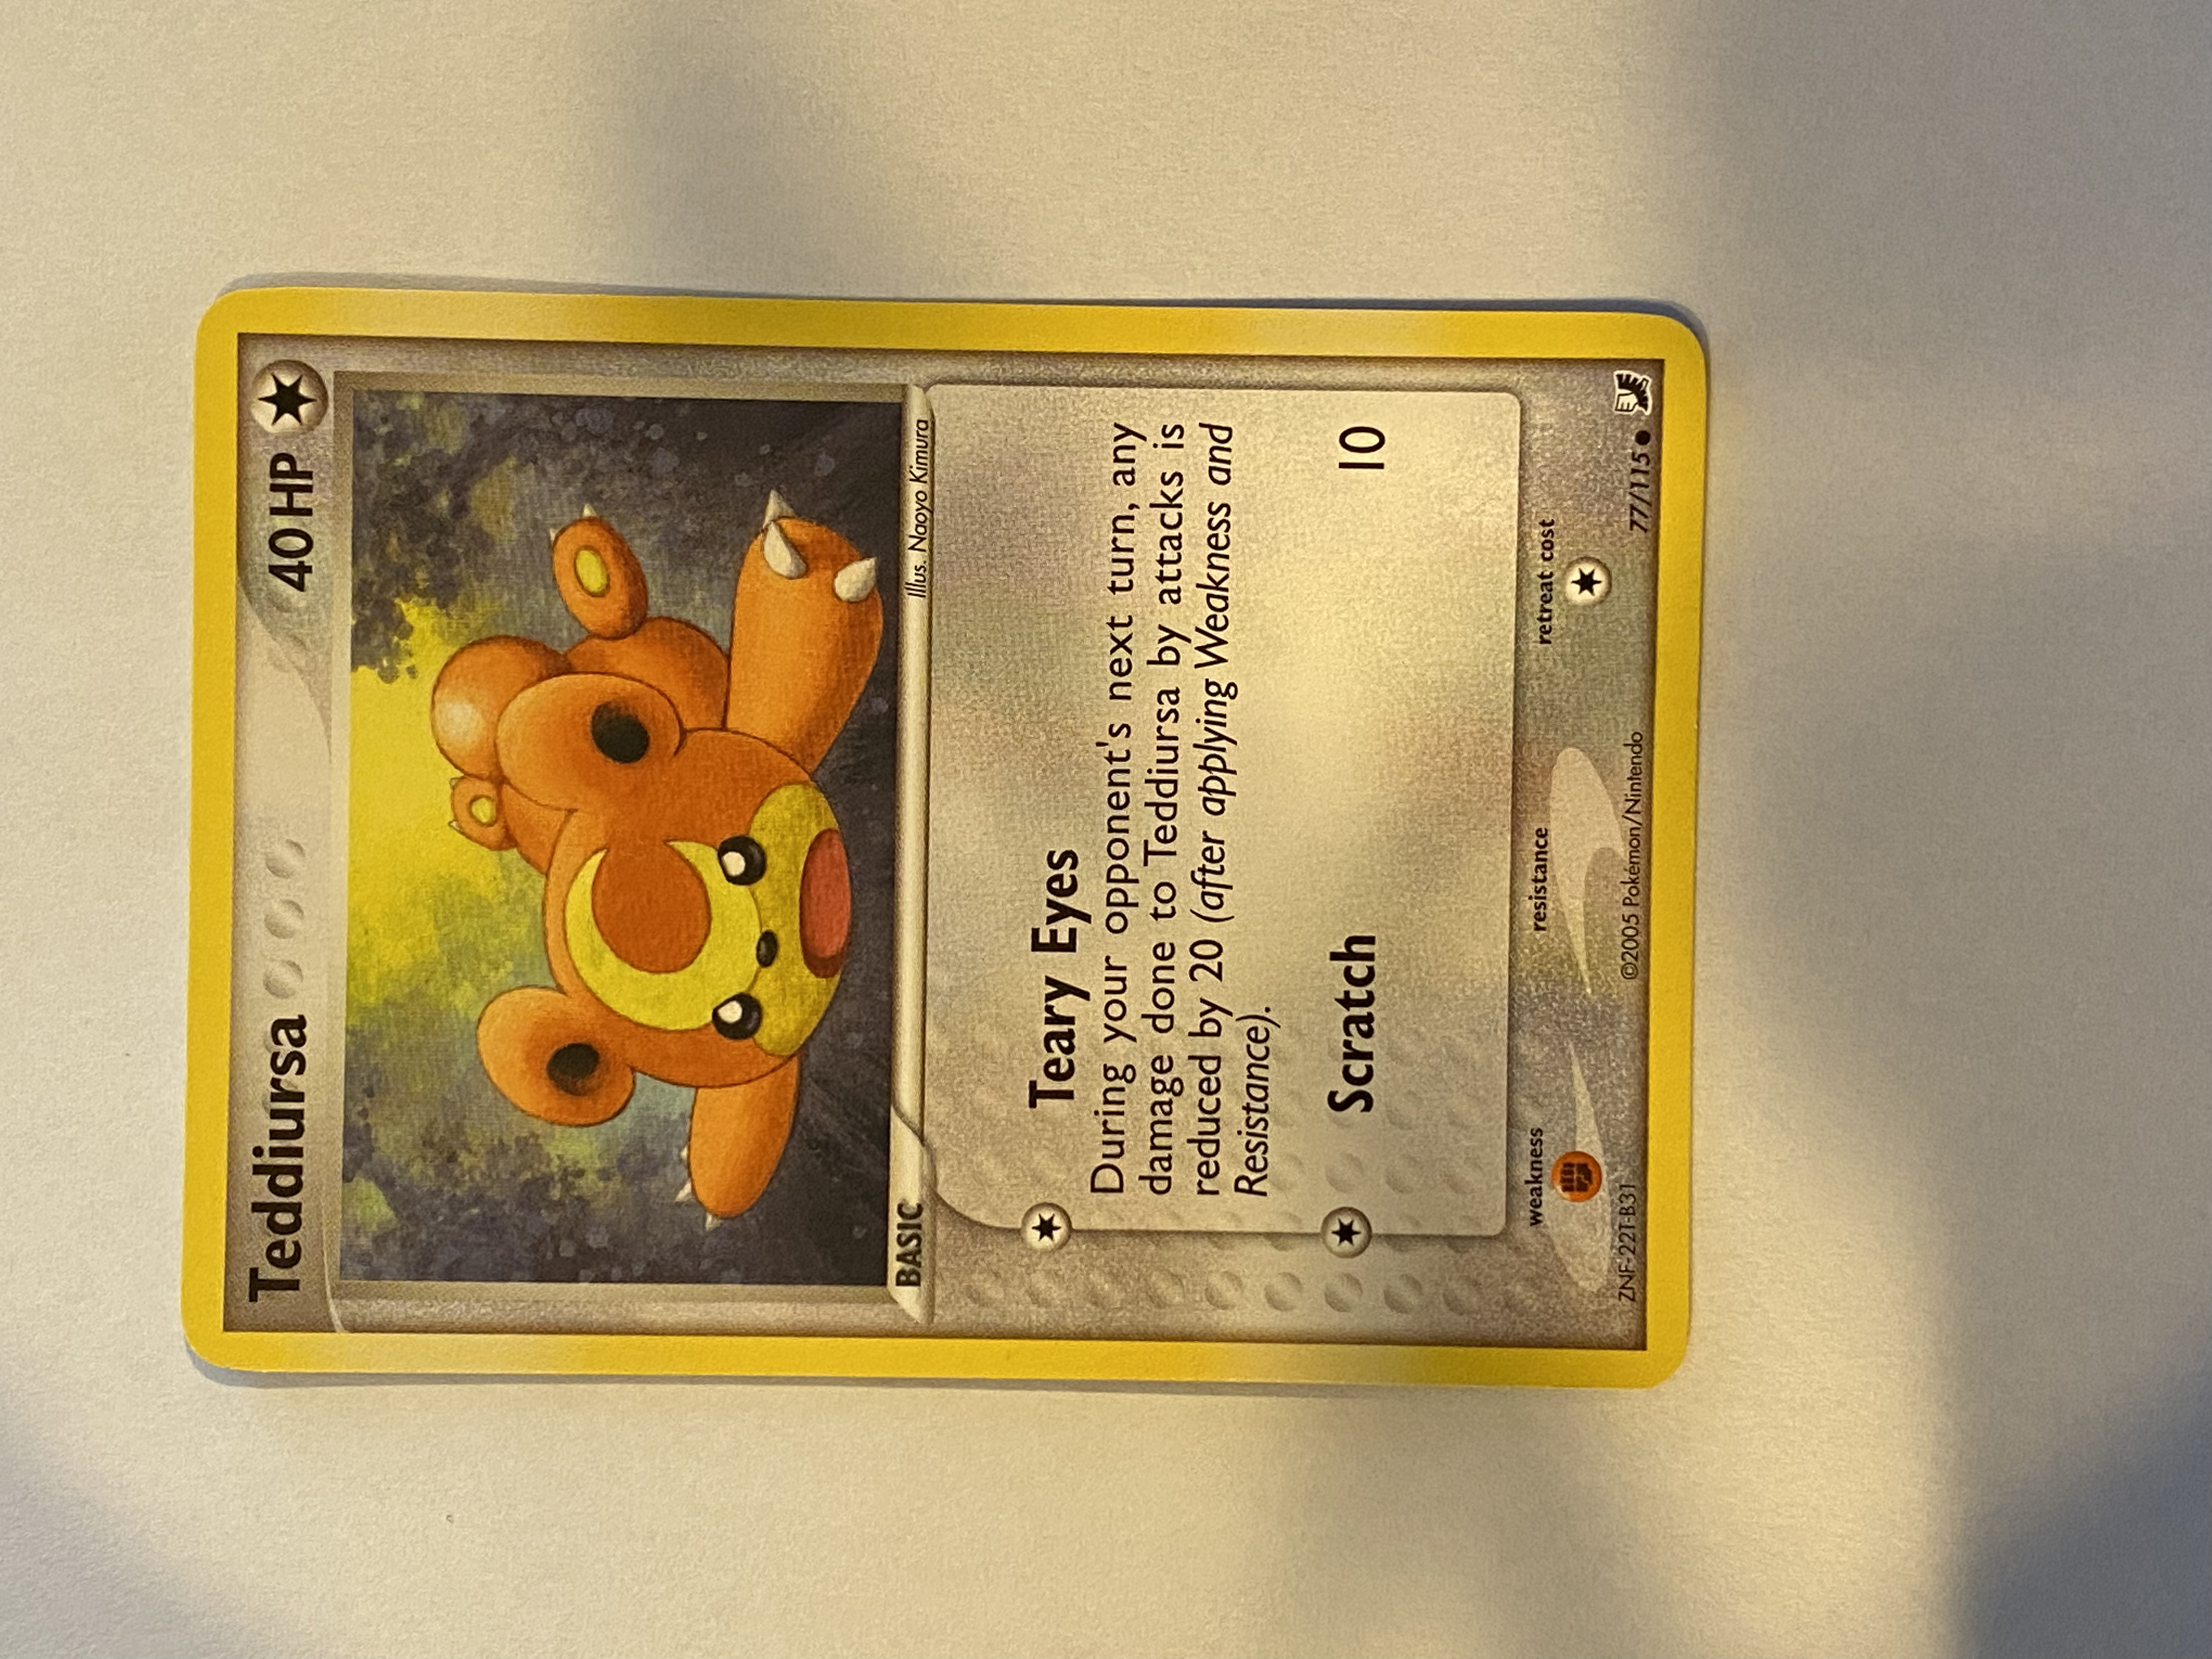 Teddiursa 40 HP
BASIC
Illus. Naoyo Kimura
Teary Eyes
During your opponent's next turn, any
damage done to Teddiursa by attacks is
reduced by 20 (after applying Weakness and
Resistance).
Scratch 10
weakness resistance retreat cost
ZNF-22T-B31 ©2005 Pokémon/Nintendo 77/115